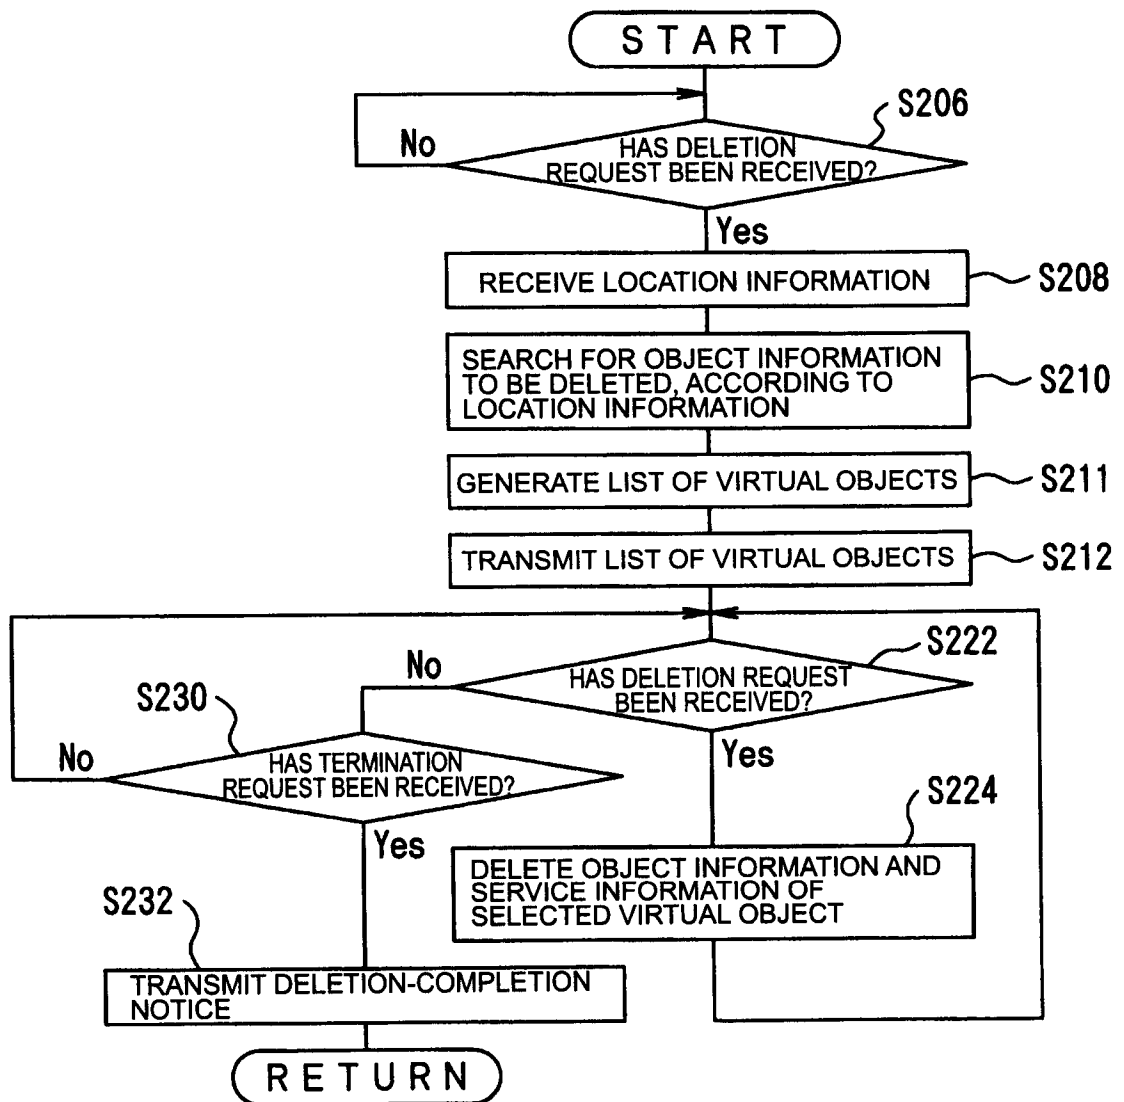 START
S206
No
HAS DELETION
REQUEST BEEN RECEIVED?
Yes
RECEIVE LOCATION INFORMATION
S208
SEARCH FOR OBJECT INFORMATION
TO BE DELETED, ACCORDING TO
LOCATION INFORMATION
S210
GENERATE LIST OF VIRTUAL OBJECTS
S211
TRANSMIT LIST OF VIRTUAL OBJECTS
S212
S222
No
HAS DELETION REQUEST
BEEN RECEIVED?
Yes
S230
No
HAS TERMINATION
REQUEST BEEN RECEIVED?
Yes
S224
DELETE OBJECT INFORMATION AND
SERVICE INFORMATION OF
SELECTED VIRTUAL OBJECT
S232
TRANSMIT DELETION-COMPLETION
NOTICE
RETURN